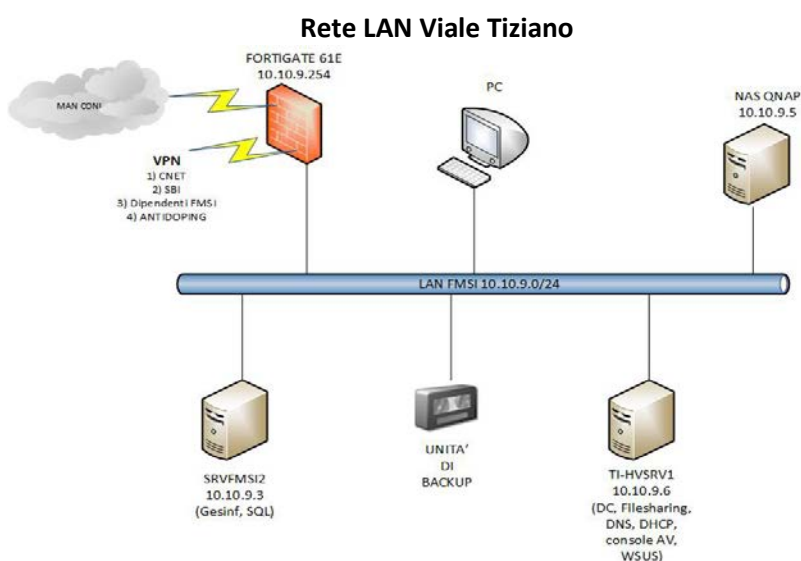 Rete LAN Viale Tiziano
FORTIGATE 61E
10.10.9.254
MAN CONI
PC
NAS QNAP
10.10.9.5
VPN
1) CNET
2) SBI
3) Dipendenti FMSI
4) ANTIDOPING
LAN FMSI 10.10.9.0/24
SRVFMSI2
10.10.9.3
(Gesinf, SQL)
UNITA'
DI
BACKUP
TI-HVSRV1
10.10.9.6
(DC, Filesharing,
DNS, DHCP,
console AV,
WSUS)